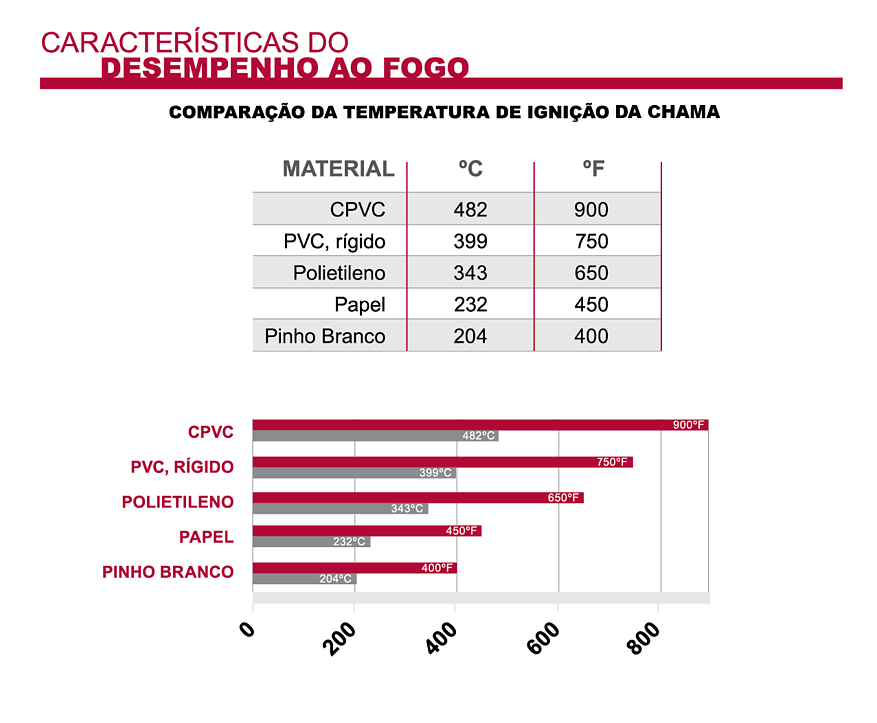 CARACTERÍSTICAS DO
DESEMPENHO AO FOGO
COMPARAÇÃO DA TEMPERATURA DE IGNIÇÃO DA CHAMA
MATERIAL ºC ºF
CPVC 482 900
PVC, rígido 399 750
Polietileno 343 650
Papel 232 450
Pinho Branco 204 400
CPVC
900ºF
482ºC
PVC, RÍGIDO
750ºF
399ºC
POLIETILENO
650ºF
343ºC
PAPEL
450ºF
232ºC
PINHO BRANCO
400ºF
204ºC
0 200 400 600 800